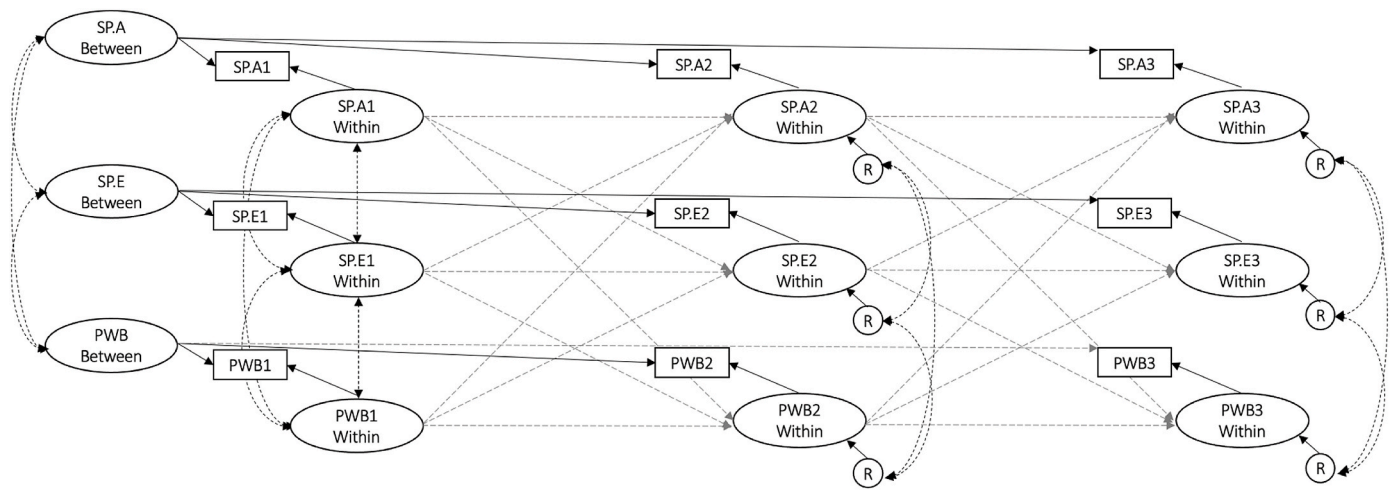 SP.A
Between
SP.A1
SP.A2
SP.A3
SP.A1
Within
SP.A2
Within
SP.A3
Within
R
R
SP.E
Between
SP.E1
SP.E2
SP.E3
SP.E1
Within
SP.E2
Within
SP.E3
Within
R
R
PWB
Between
PWB1
PWB2
PWB3
PWB1
Within
PWB2
Within
PWB3
Within
R
R